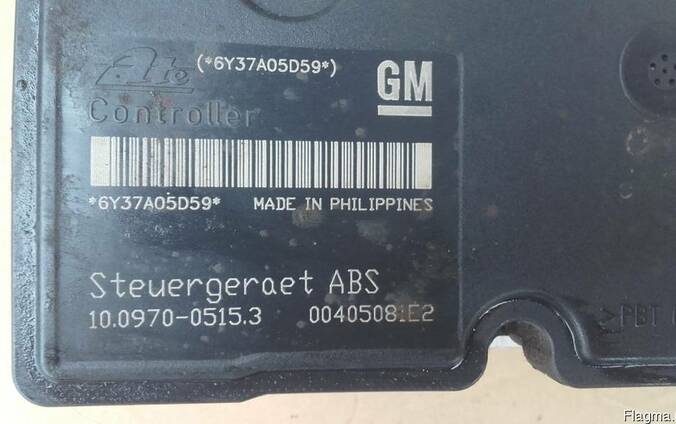 Ate (*6Y37A05D59*) GM
Controller
*6Y37A05D59* MADE IN PHILIPPINES
Steuergeraet ABS
10.0970-0515.3 00405081E2
>PBT
Flagma.